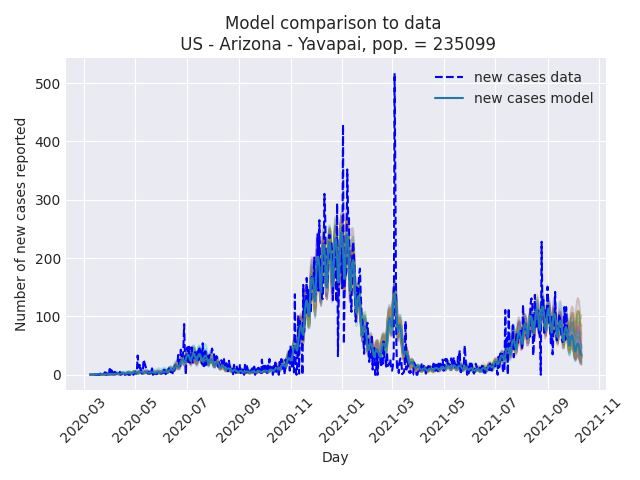 Model comparison to data
US - Arizona - Yavapai, pop. = 235099
new cases data
new cases model
Number of new cases reported
500
400
300
200
100
0
2020-03
2020-05
2020-07
2020-09
2020-11
2021-01
2021-03
2021-05
2021-07
2021-09
2021-11
Day